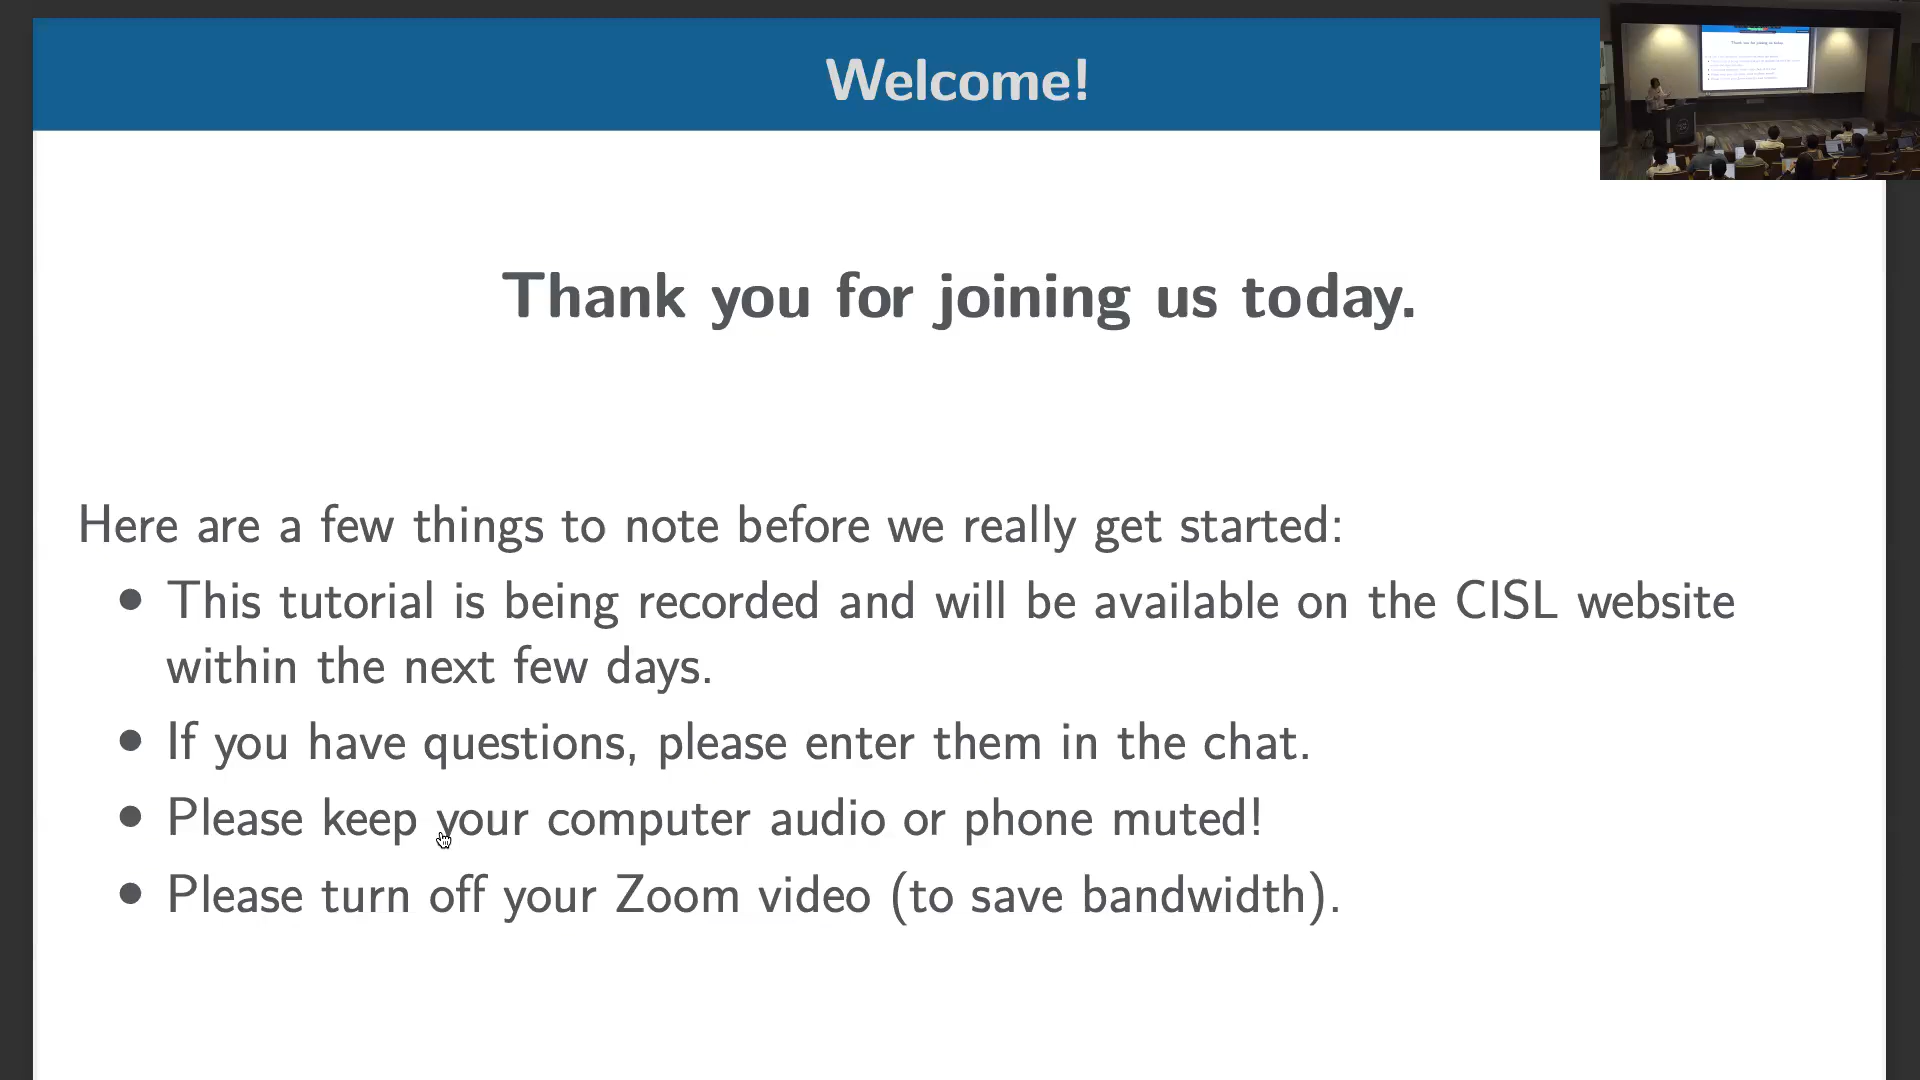 Welcome!
Thank you for joining us today.
Here are a few things to note before we really get started:
• This tutorial is being recorded and will be available on the CISL website
within the next few days.
• If you have questions, please enter them in the chat.
• Please keep your computer audio or phone muted!
• Please turn off your Zoom video (to save bandwidth).